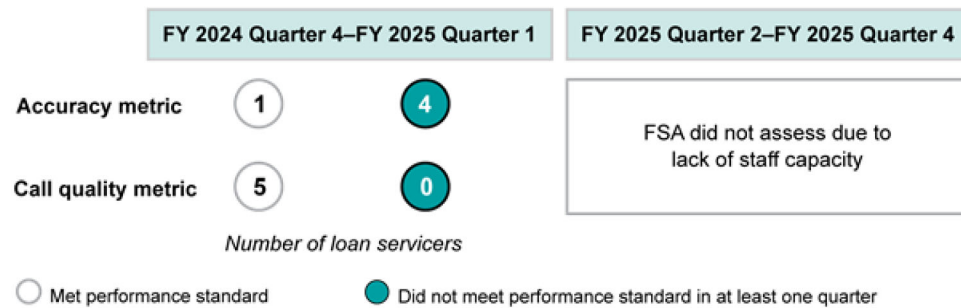 FY 2024 Quarter 4–FY 2025 Quarter 1
FY 2025 Quarter 2–FY 2025 Quarter 4
Accuracy metric
1
4
FSA did not assess due to
lack of staff capacity
Call quality metric
5
0
Number of loan servicers
Met performance standard
Did not meet performance standard in at least one quarter